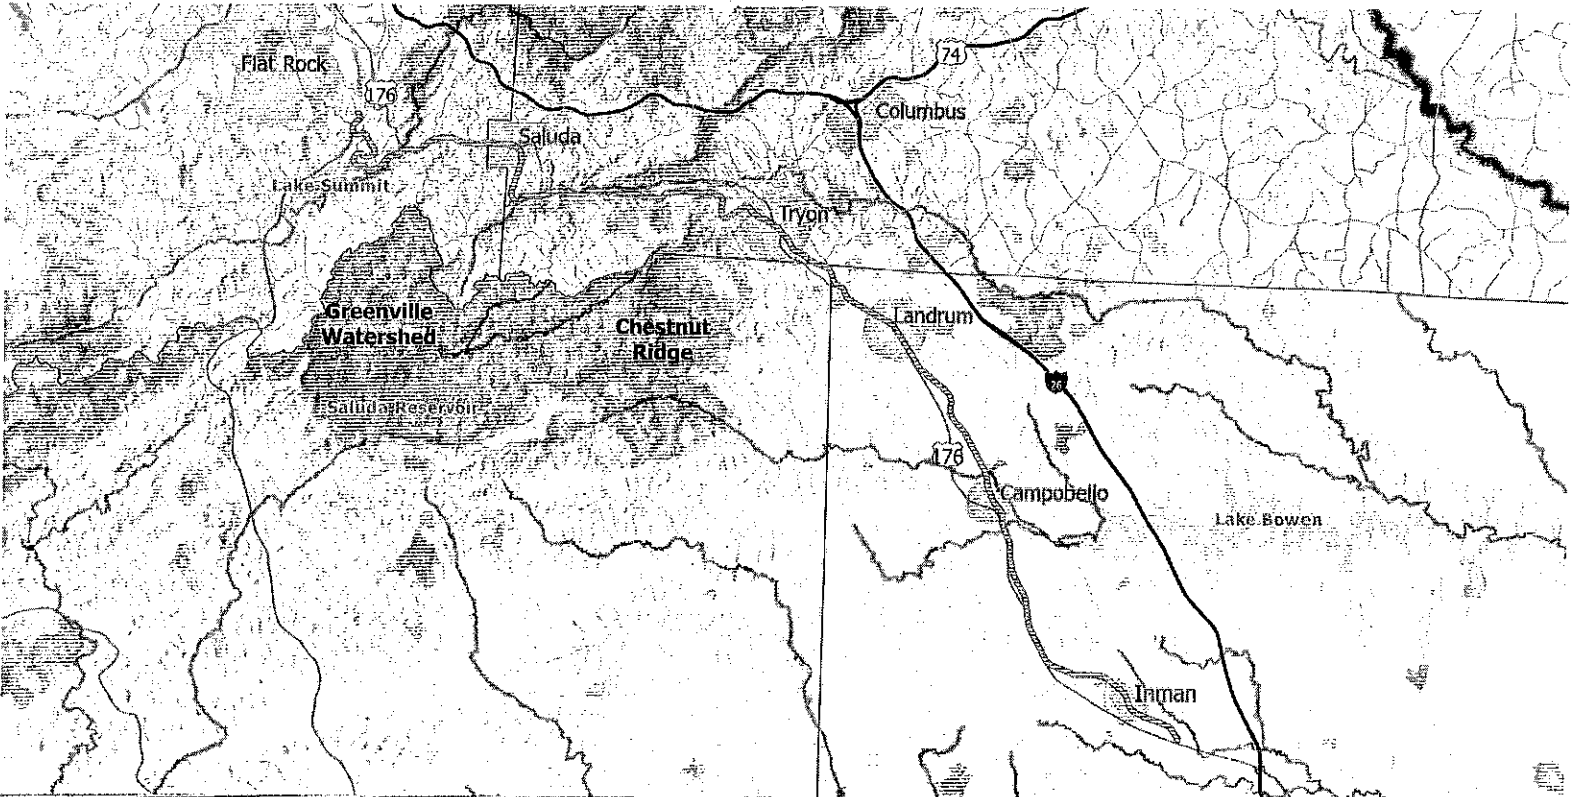 Flat Rock
74
176
Columbus
Saluda
Lake Summit
Tryon
Greenville
Watershed
Chestnut
Ridge
Landrum
26
Saluda Reservoir
176
Campobello
Lake Bowen
Inman